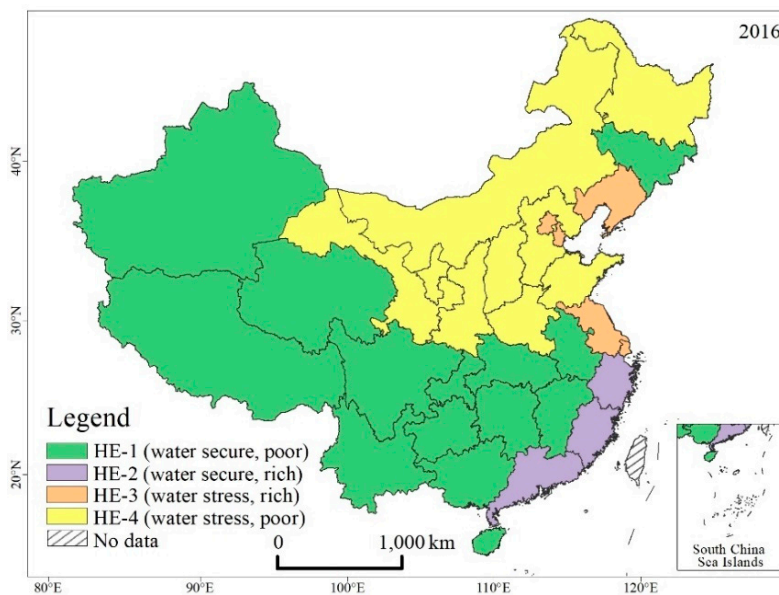 2016
40°N
30°N
20°N
Legend
HE-1 (water secure, poor)
HE-2 (water secure, rich)
HE-3 (water stress, rich)
HE-4 (water stress, poor)
No data
0 1,000 km
South China
Sea Islands
80°E 90°E 100°E 110°E 120°E